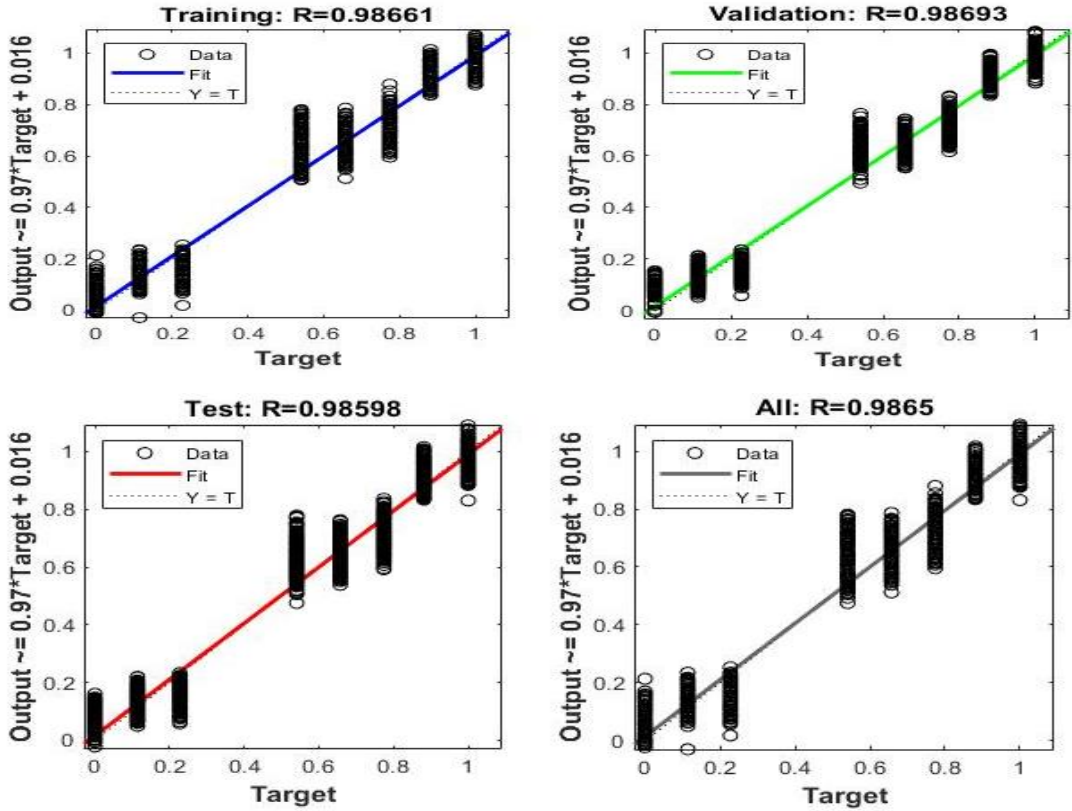 Training: R=0.98661
Output ~= 0.97*Target + 0.016
1
0.8
0.6
0.4
0.2
0
Data
Fit
Y = T
0 0.2 0.4 0.6 0.8 1
Target
Validation: R=0.98693
Output ~= 0.97*Target + 0.016
1
0.8
0.6
0.4
0.2
0
Data
Fit
Y = T
0 0.2 0.4 0.6 0.8 1
Target
Test: R=0.98598
Output ~= 0.97*Target + 0.016
1
0.8
0.6
0.4
0.2
0
Data
Fit
Y = T
0 0.2 0.4 0.6 0.8 1
Target
All: R=0.9865
Output ~= 0.97*Target + 0.016
1
0.8
0.6
0.4
0.2
0
Data
Fit
Y = T
0 0.2 0.4 0.6 0.8 1
Target